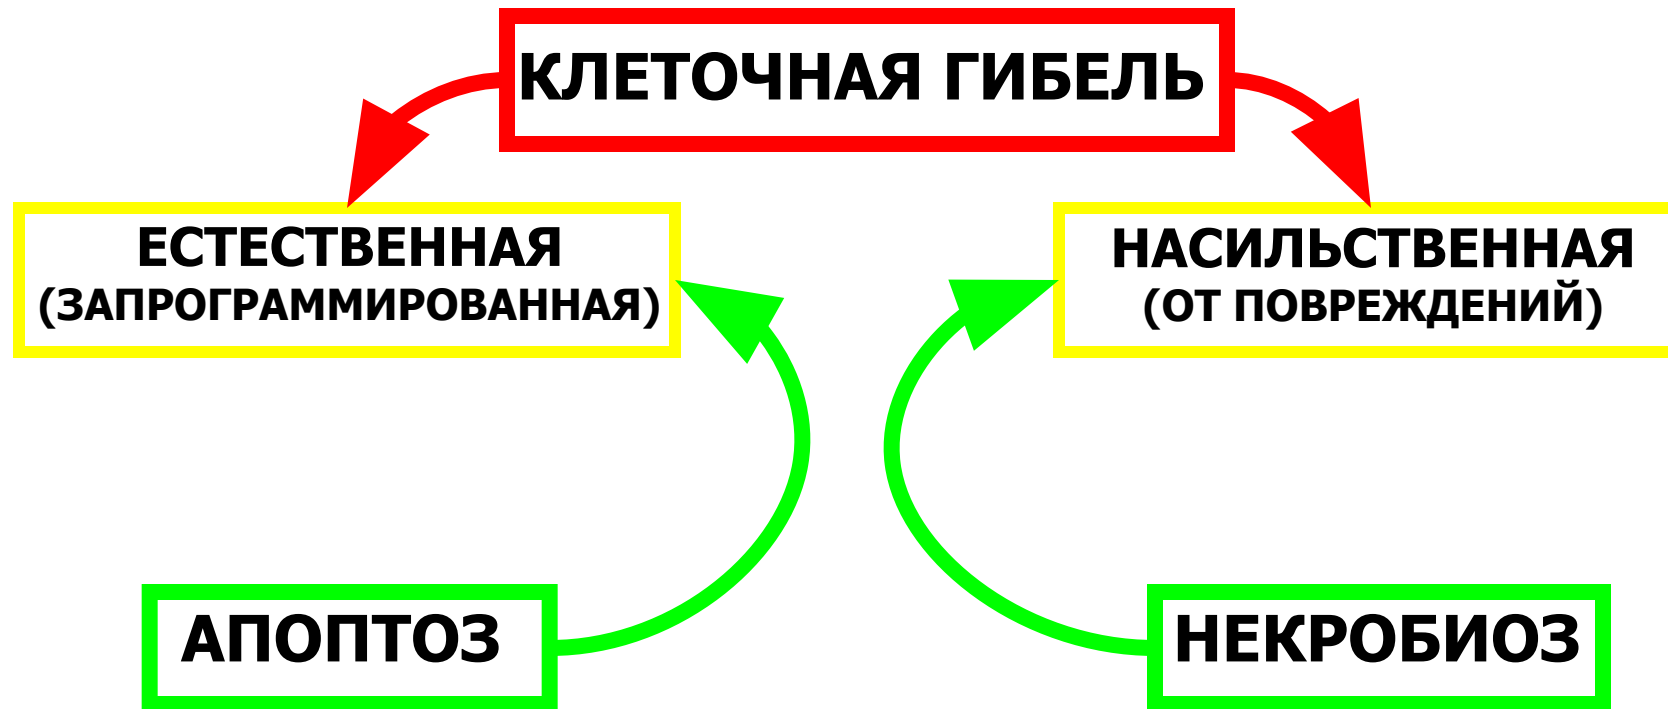 КЛЕТОЧНАЯ ГИБЕЛЬ
ЕСТЕСТВЕННАЯ
(ЗАПРОГРАММИРОВАННАЯ)
НАСИЛЬСТВЕННАЯ
(ОТ ПОВРЕЖДЕНИЙ)
АПОПТОЗ
НЕКРОБИОЗ